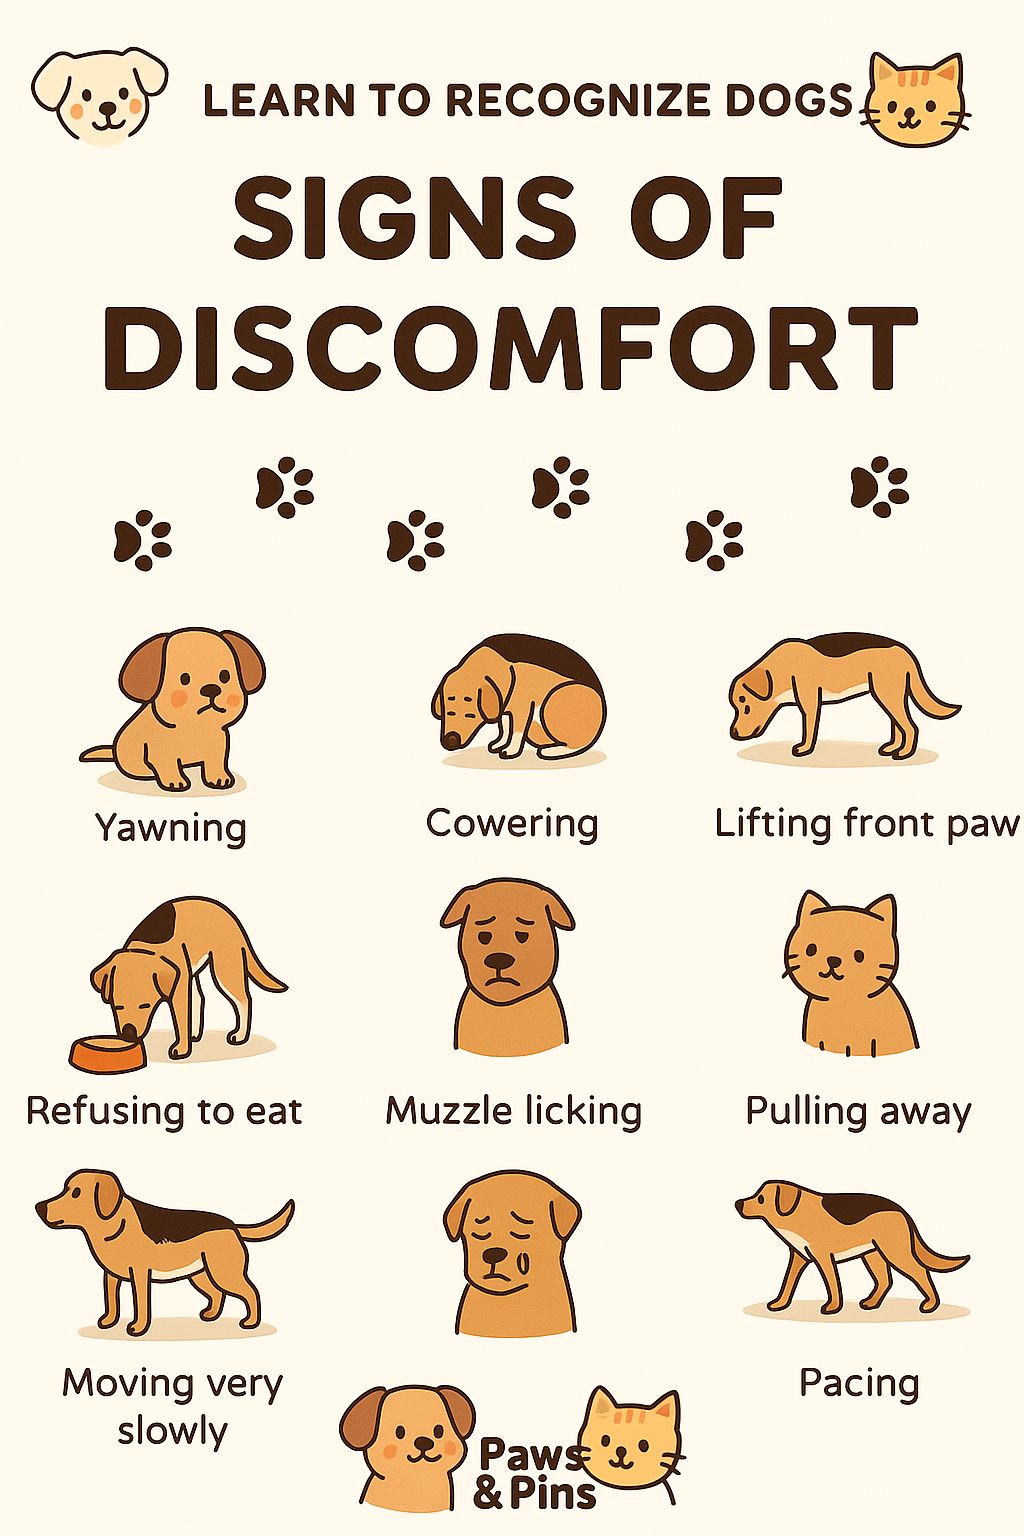 LEARN TO RECOGNIZE DOGS
SIGNS OF
DISCOMFORT
Yawning
Cowering
Lifting front paw
Refusing to eat
Muzzle licking
Pulling away
Moving very
slowly
Pacing
Paws
& Pins